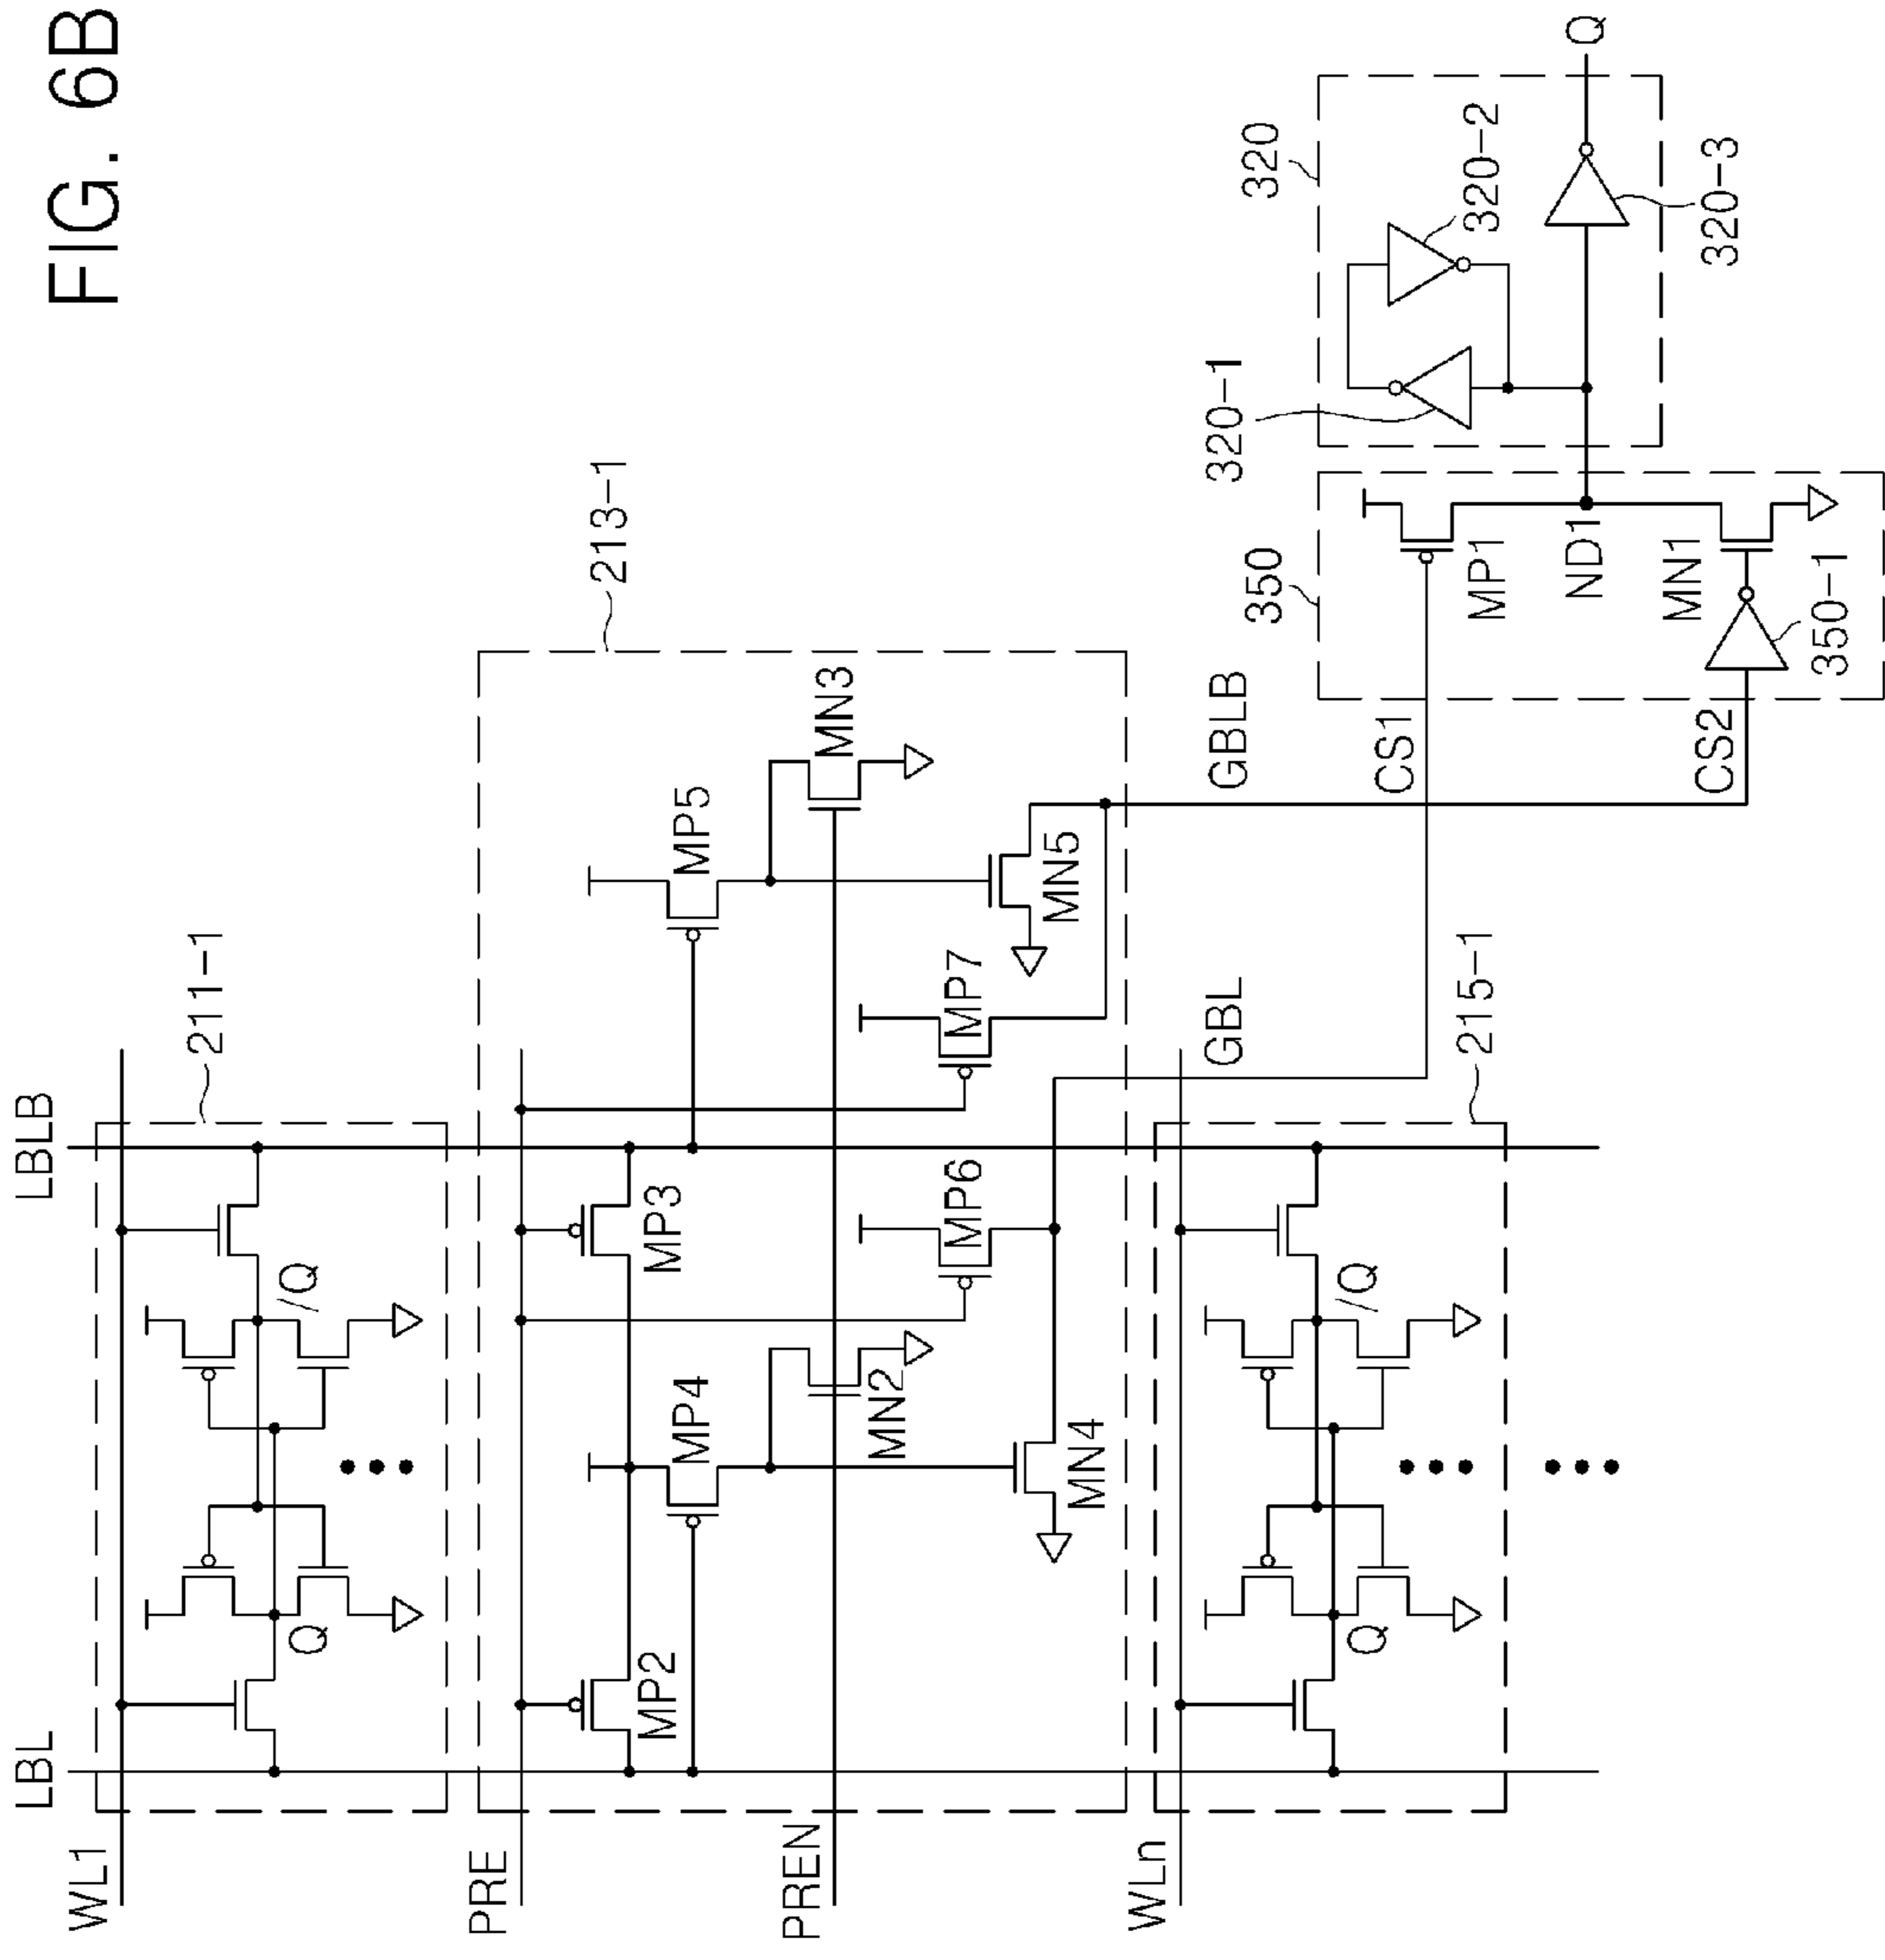 FIG. 6B
LBL
LBLB
WL1
211-1
Q
/Q
PRE
213-1
MP2
MP3
MP4
MP5
PREN
MN2
MN3
MP6
MP7
MN4
MN5
WLn
GBL
GBLB
215-1
Q
/Q
CS1
CS2
350
MP1
ND1
MN1
350-1
320
320-1
320-2
320-3
Q